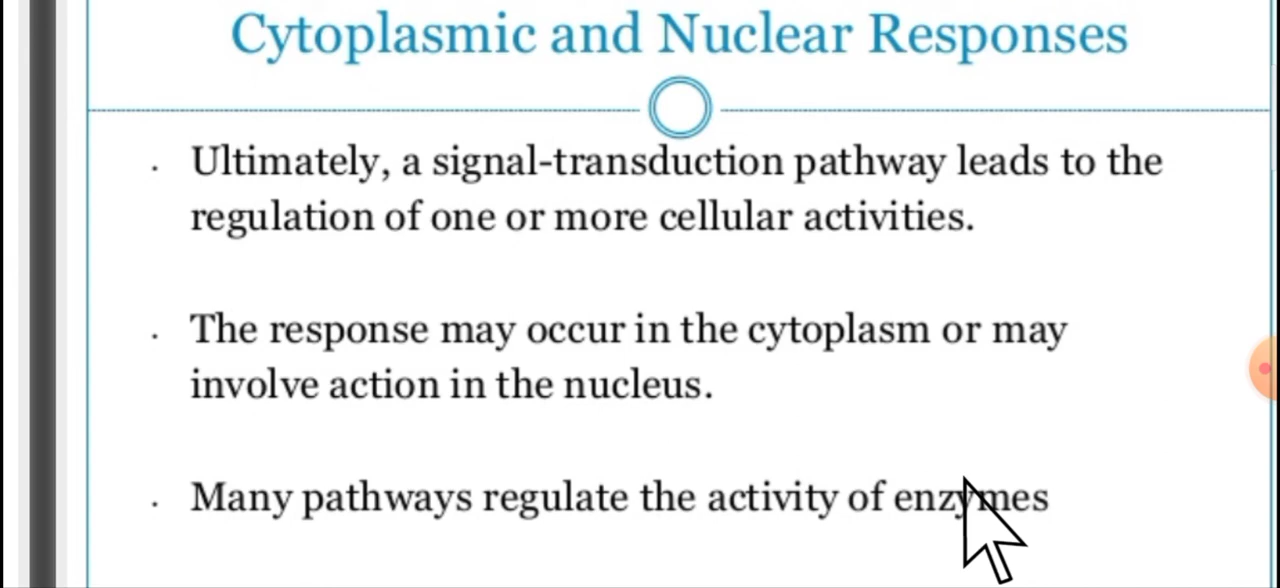 Cytoplasmic and Nuclear Responses
· Ultimately, a signal-transduction pathway leads to the
regulation of one or more cellular activities.
· The response may occur in the cytoplasm or may
involve action in the nucleus.
· Many pathways regulate the activity of enzymes